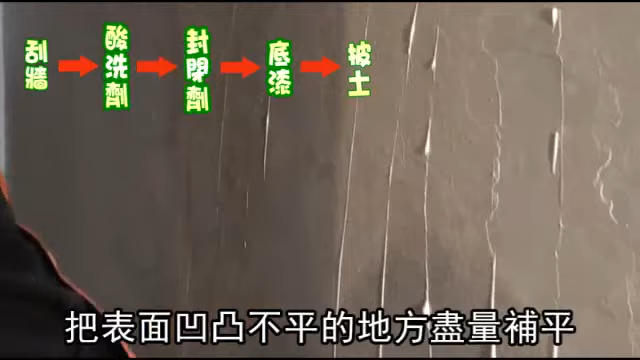 刮牆
酸洗劑
封閉劑
底漆
披土
把表面凹凸不平的地方盡量補平